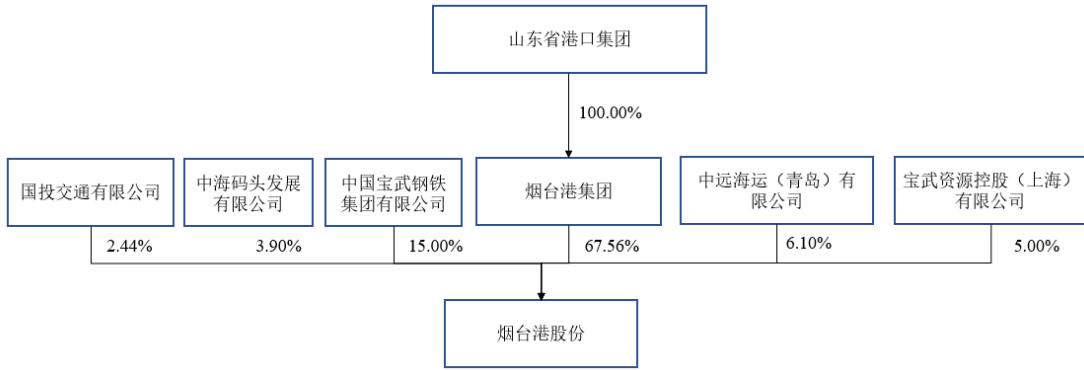 山东省港口集团
100.00%
国投交通有限公司
中海码头发展
有限公司
中国宝武钢铁
集团有限公司
烟台港集团
中远海运（青岛）有
限公司
宝武资源控股（上海）
有限公司
2.44%
3.90%
15.00%
67.56%
6.10%
5.00%
烟台港股份